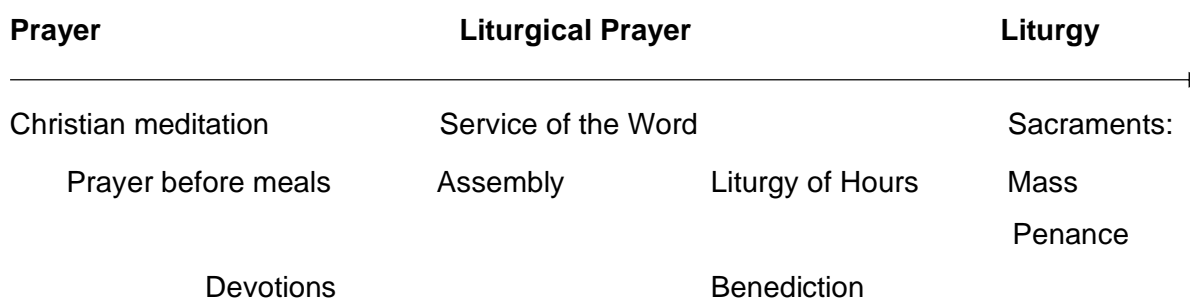 Prayer Liturgical Prayer Liturgy
Christian meditation Service of the Word Sacraments:
Prayer before meals Assembly Liturgy of Hours Mass
Penance
Devotions Benediction